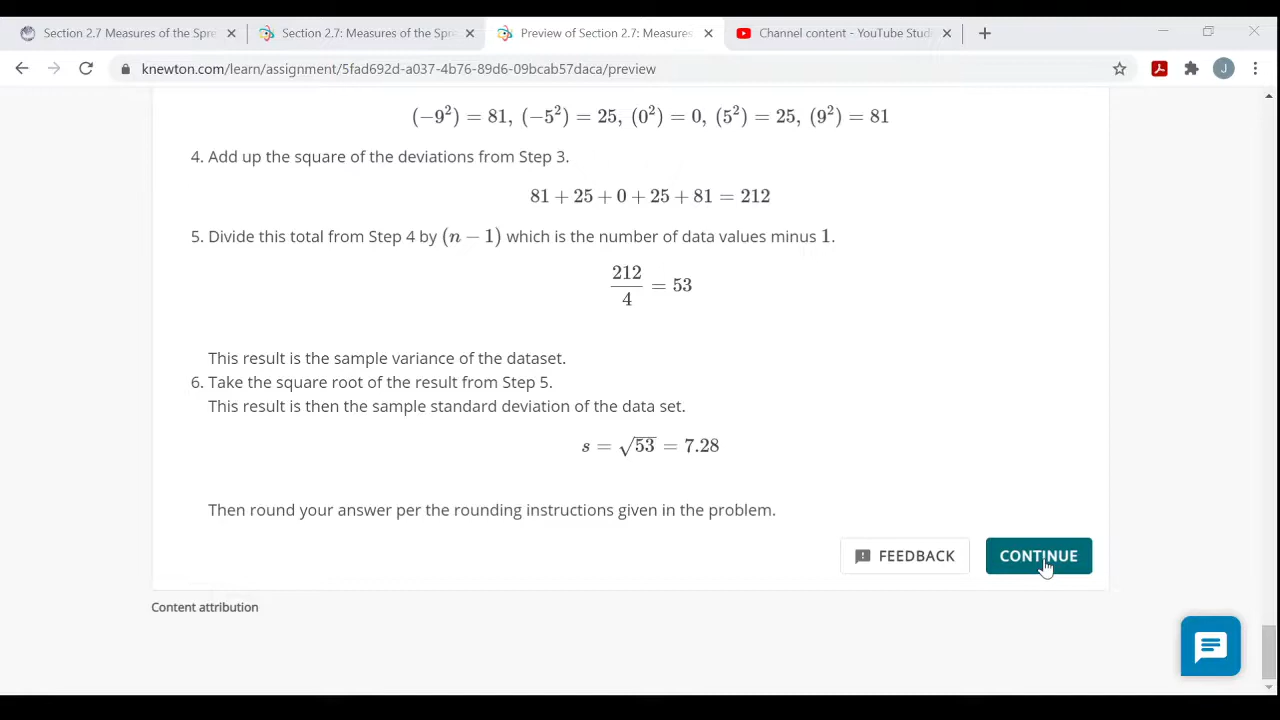 Section 2.7 Measures of the Spre
Section 2.7: Measures of the Spr
Preview of Section 2.7: Measures
Channel content - YouTube Studi
knewton.com/learn/assignment/5fad692d-a037-4b76-89d6-09bcab57daca/preview
J
(−9²) = 81, (−5²) = 25, (0²) = 0, (5²) = 25, (9²) = 81
4. Add up the square of the deviations from Step 3.
81 + 25 + 0 + 25 + 81 = 212
5. Divide this total from Step 4 by (n − 1) which is the number of data values minus 1.
212/4 = 53
This result is the sample variance of the dataset.
6. Take the square root of the result from Step 5.
This result is then the sample standard deviation of the data set.
s = √53 = 7.28
Then round your answer per the rounding instructions given in the problem.
FEEDBACK
CONTINUE
Content attribution